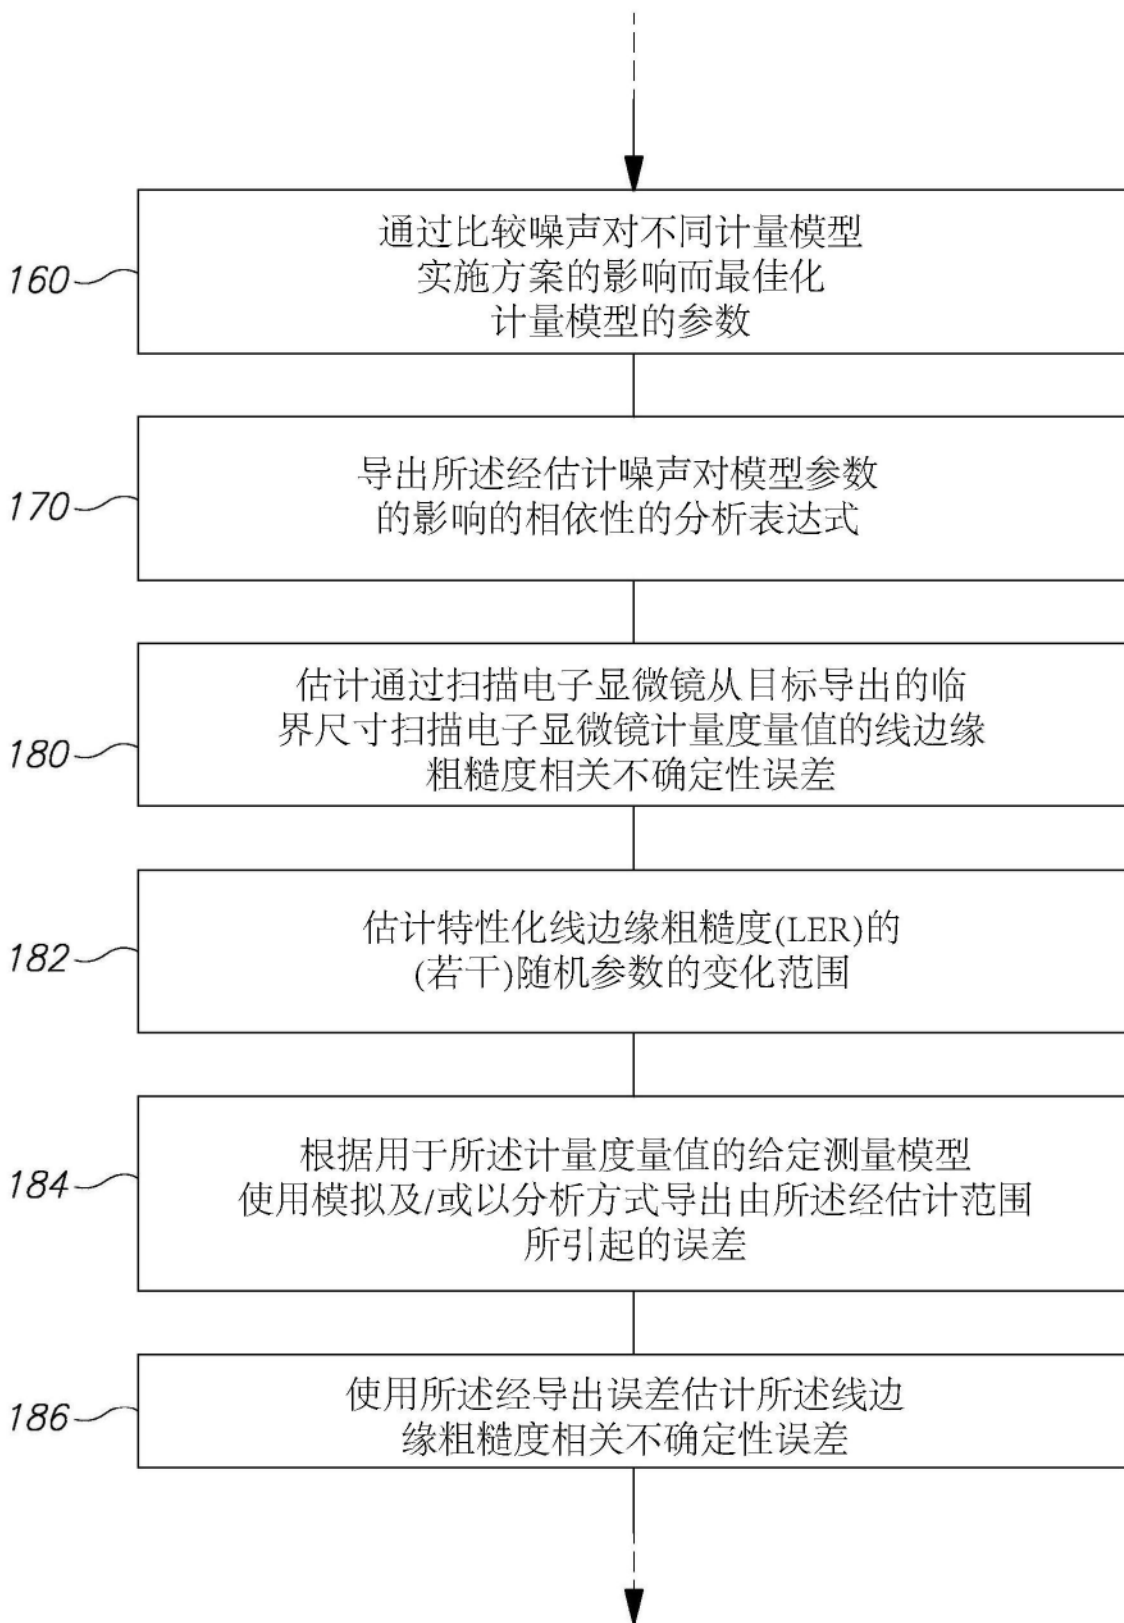 通过比较噪声对不同计量模型
实施方案的影响而最佳化
计量模型的参数
160
导出所述经估计噪声对模型参数
的影响的相依性的分析表达式
170
估计通过扫描电子显微镜从目标导出的临
界尺寸扫描电子显微镜计量度量值的线边缘
粗糙度相关不确定性误差
180
估计特性化线边缘粗糙度(LER)的
(若干)随机参数的变化范围
182
根据用于所述计量度量值的给定测量模型
使用模拟及/或以分析方式导出由所述经估计范围
所引起的误差
184
使用所述经导出误差估计所述线边
缘粗糙度相关不确定性误差
186